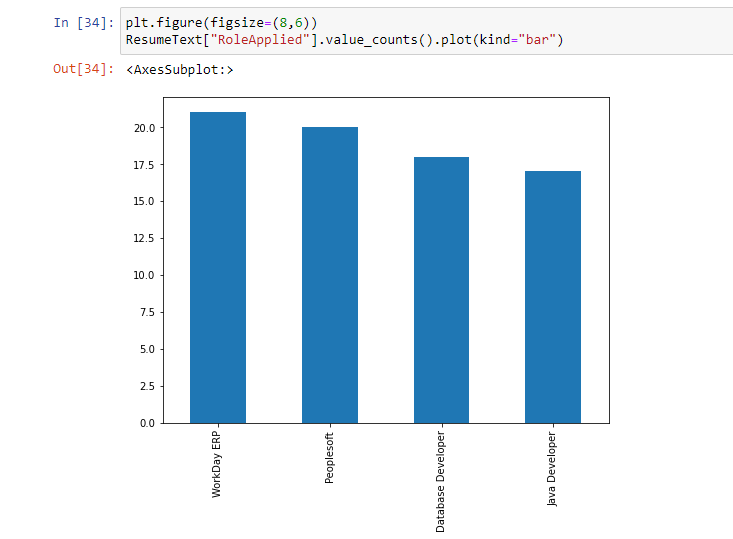 In [34]: plt.figure(figsize=(8,6))
ResumeText["RoleApplied"].value_counts().plot(kind="bar")
Out[34]: <AxesSubplot:>
20.0
17.5
15.0
12.5
10.0
7.5
5.0
2.5
0.0
WorkDay ERP
Peoplesoft
Database Developer
Java Developer